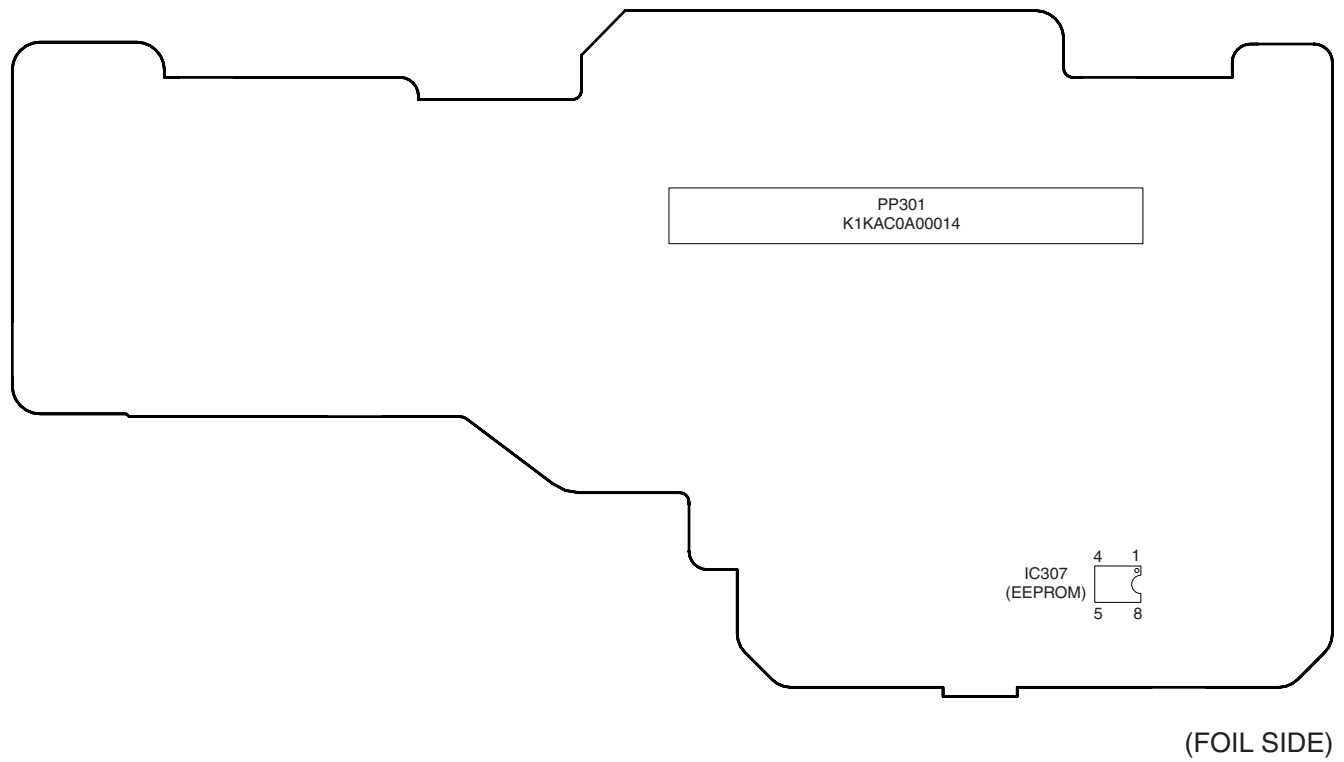 PP301
K1KAC0A00014
4 1
IC307
(EEPROM)
5 8
(FOIL SIDE)